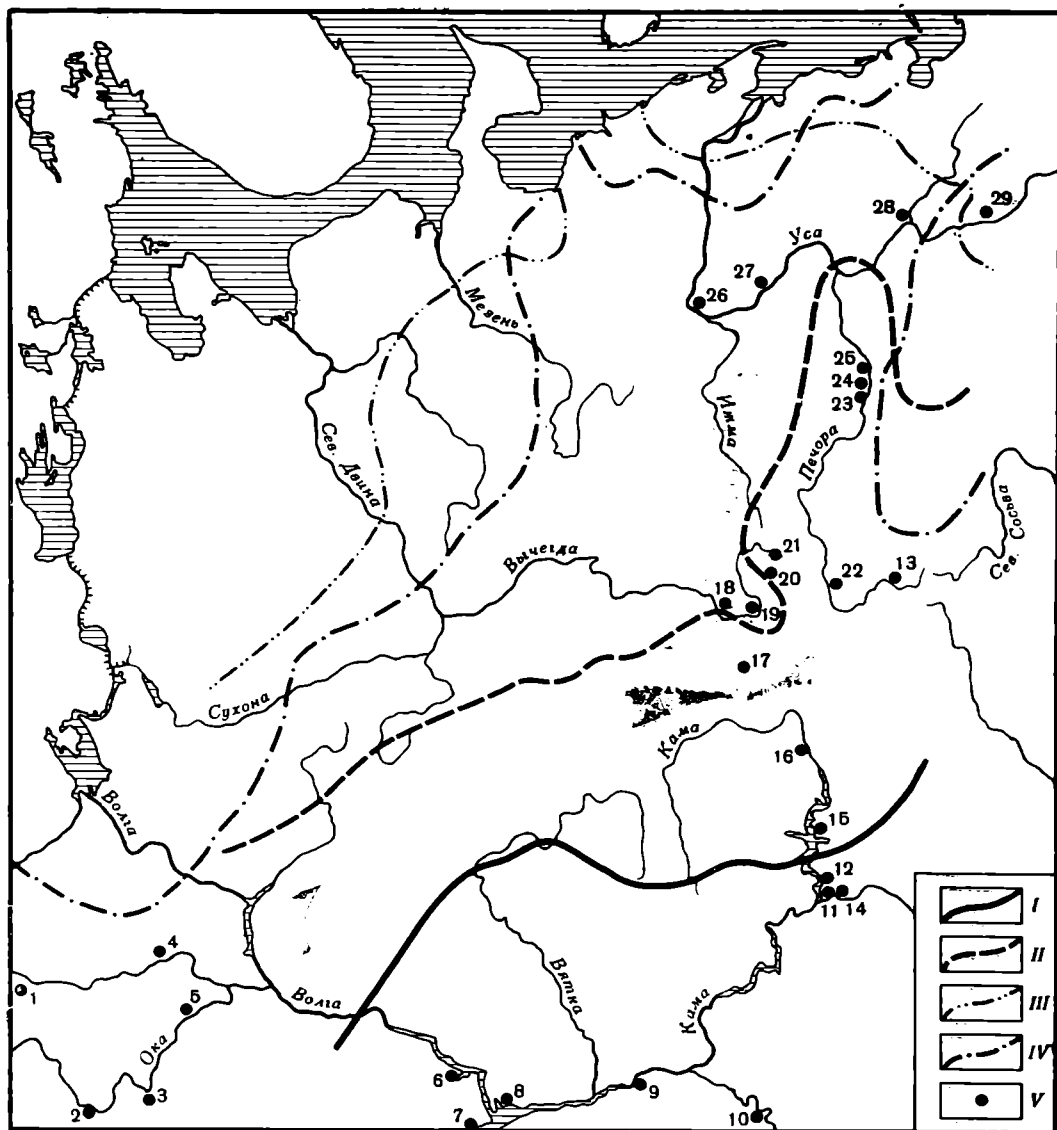 28
29
Уса
27
26
Мезень
25
24
23
Ижма
Печора
Сев. Двина
Сев. Сосьва
Вычегда
21
20
22
13
18
19
17
Сухона
Кама
16
Волга
15
12
11
14
I
II
III
IV
V
4
1
5
Ока
Волга
Вятка
Кама
2
3
6
7
8
9
10